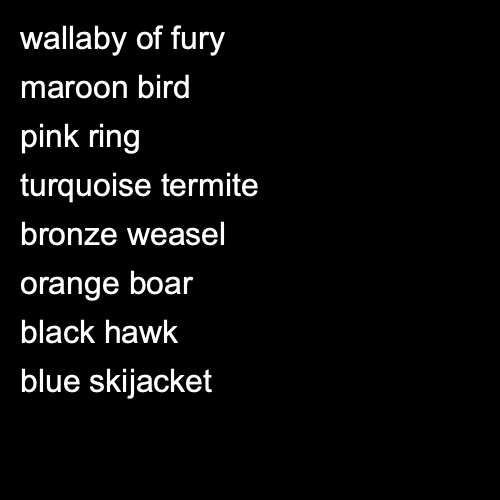 wallaby of fury
maroon bird
pink ring
turquoise termite
bronze weasel
orange boar
black hawk
blue skijacket